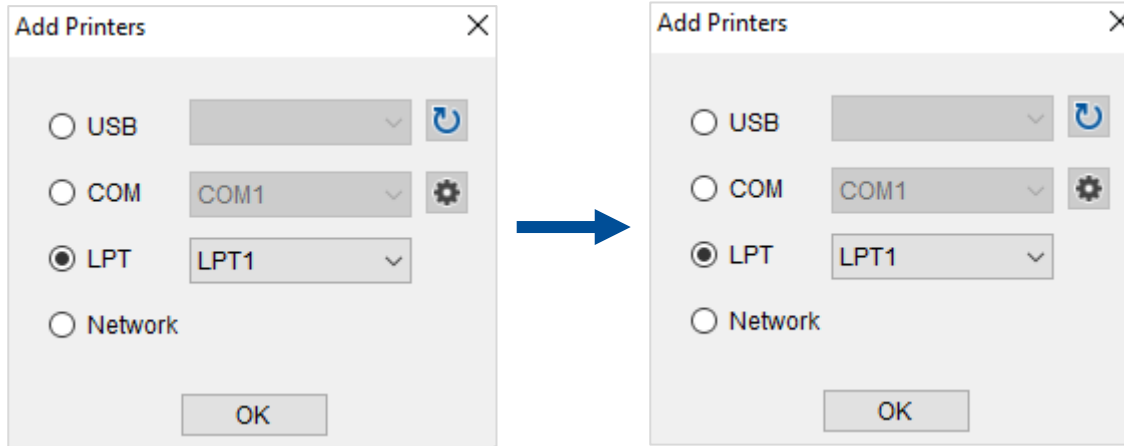 Add Printers
USB
COM COM1
LPT LPT1
Network
OK
Add Printers
USB
COM COM1
LPT LPT1
Network
OK